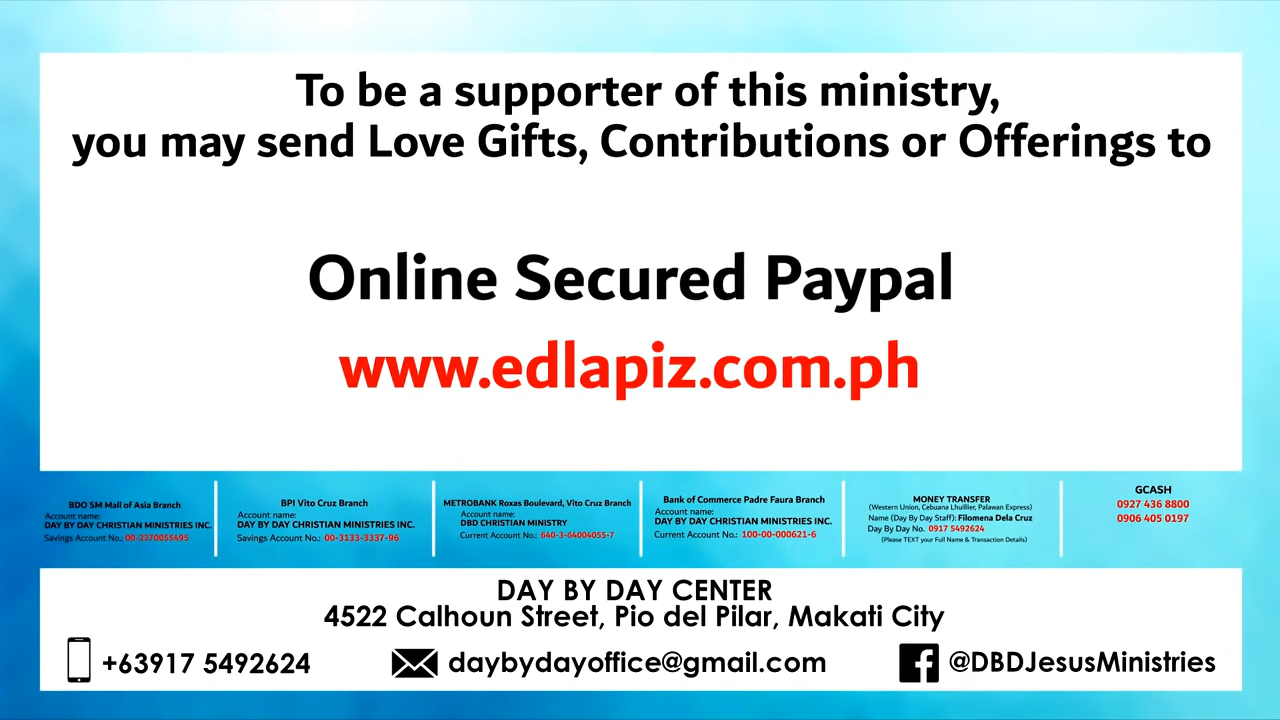 To be a supporter of this ministry,
you may send Love Gifts, Contributions or Offerings to
Online Secured Paypal
www.edlapiz.com.ph
BDO SM Mall of Asia Branch
Account name:
DAY BY DAY CHRISTIAN MINISTRIES INC.
Savings Account No.: 00-2370055495
BPI Vito Cruz Branch
Account name:
DAY BY DAY CHRISTIAN MINISTRIES INC.
Savings Account No.: 00-3133-3337-96
METROBANK Roxas Boulevard, Vito Cruz Branch
Account name:
DBD CHRISTIAN MINISTRY
Current Account No.: 640-3-64004055-7
Bank of Commerce Padre Faura Branch
Account name:
DAY BY DAY CHRISTIAN MINISTRIES INC.
Current Account No.: 100-00-000621-6
MONEY TRANSFER
(Western Union, Cebuana Lhuillier, Palawan Express)
Name (Day By Day Staff): Filomena Dela Cruz
Day By Day No. 0917 5492624
(Please TEXT your Full Name & Transaction Details)
GCASH
0927 436 8800
0906 405 0197
DAY BY DAY CENTER
4522 Calhoun Street, Pio del Pilar, Makati City
+63917 5492624
daybydayoffice@gmail.com
@DBDJesusMinistries